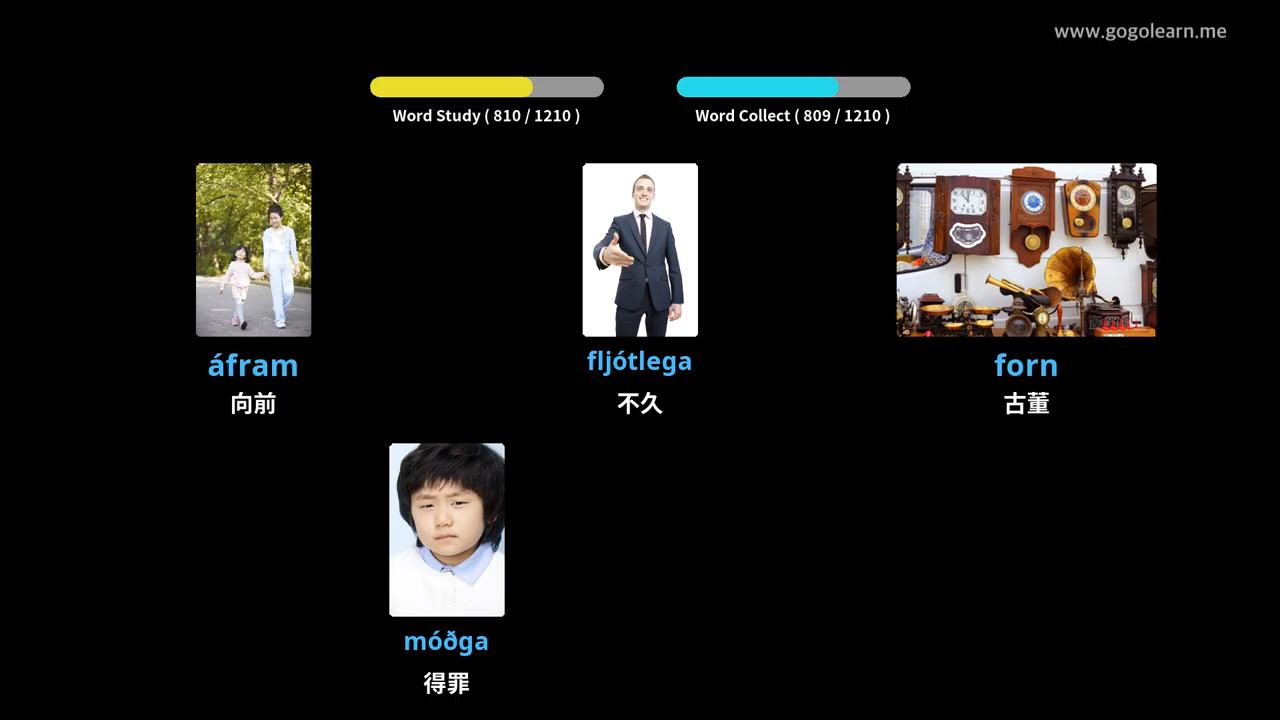 www.gogolearn.me
Word Study ( 810 / 1210 )
Word Collect ( 809 / 1210 )
áfram
fljótlega
forn
向前
不久
古董
móðga
得罪